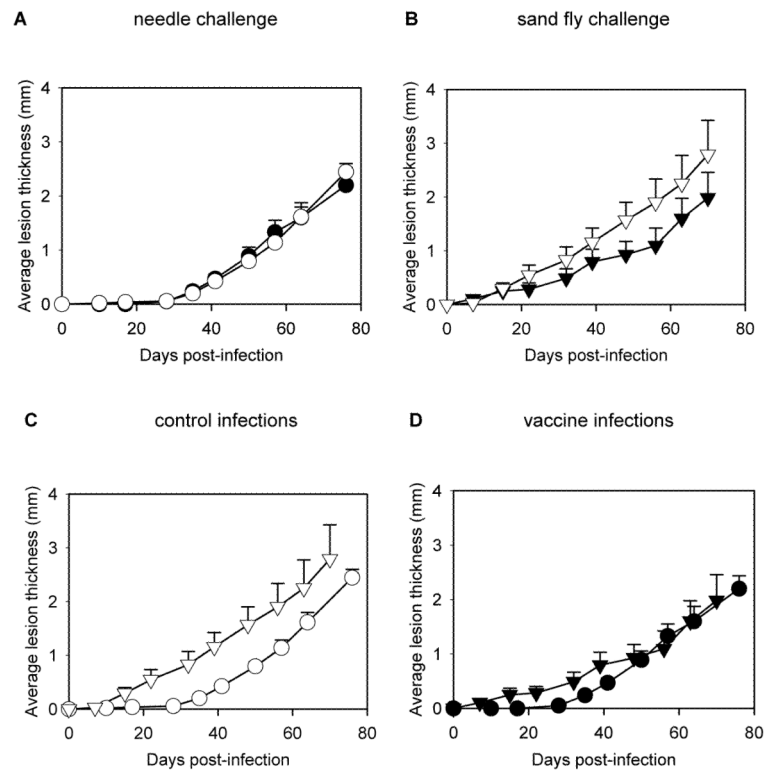 A needle challenge
B sand fly challenge
Average lesion thickness (mm)
4
3
2
1
0
0 20 40 60 80
Days post-infection
Average lesion thickness (mm)
4
3
2
1
0
0 20 40 60 80
Days post-infection
C control infections
D vaccine infections
Average lesion thickness (mm)
4
3
2
1
0
0 20 40 60 80
Days post-infection
Average lesion thickness (mm)
4
3
2
1
0
0 20 40 60 80
Days post-infection